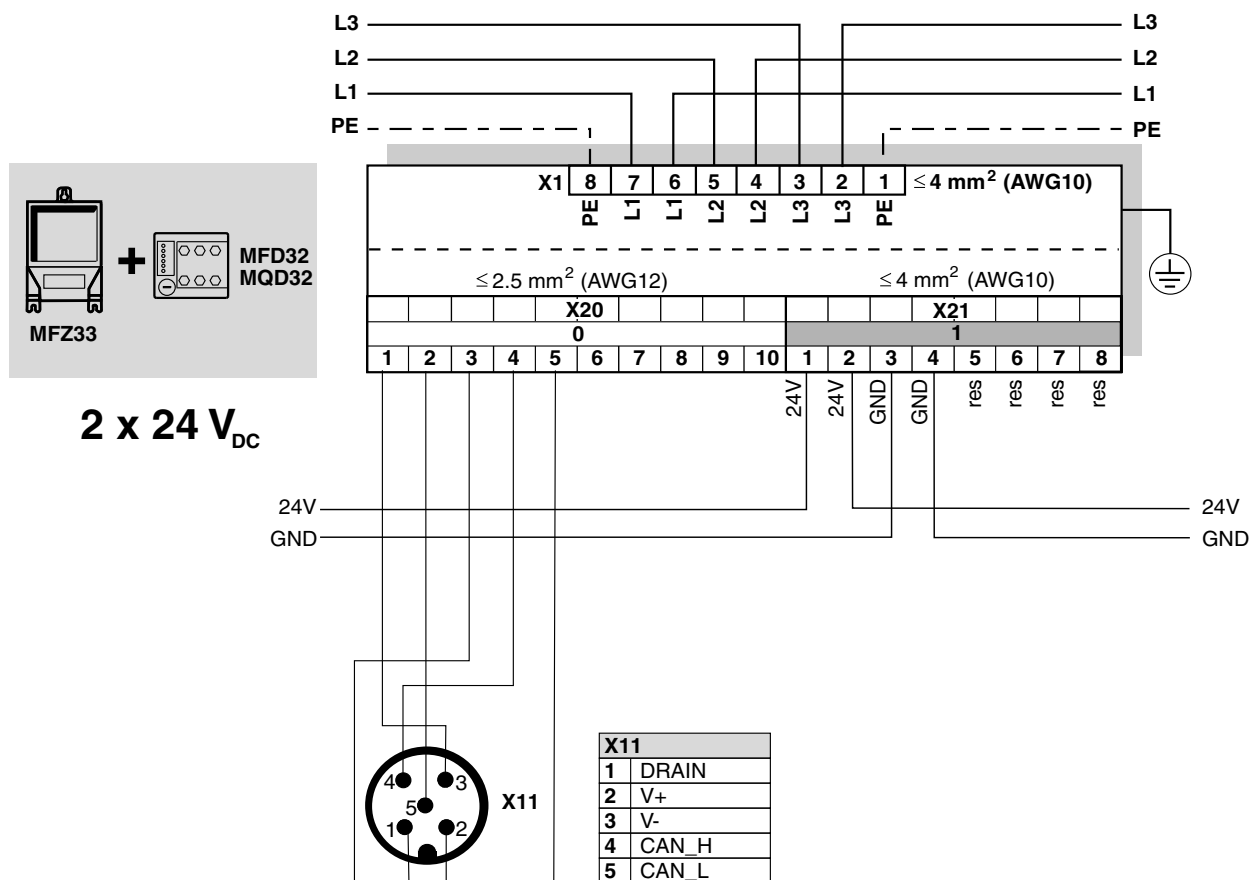 L3 L3
L2 L2
L1 L1
PE PE
X1 8 7 6 5 4 3 2 1 ≤ 4 mm² (AWG10)
PE L1 L1 L2 L2 L3 L3 PE
MFD32
MQD32
MFZ33
≤ 2.5 mm² (AWG12) ≤ 4 mm² (AWG10)
X20 X21
0 1
1 2 3 4 5 6 7 8 9 10 1 2 3 4 5 6 7 8
24V 24V GND GND res res res res
2 x 24 V DC
24V 24V
GND GND
4 3
5
1 2
X11
X11
1 DRAIN
2 V+
3 V-
4 CAN_H
5 CAN_L